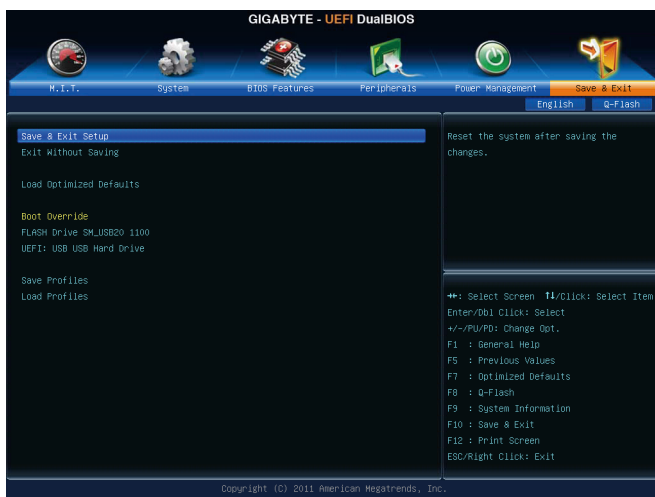 GIGABYTE - UEFI DualBIOS
M.I.T. System BIOS Features Peripherals Power Management Save & Exit
English Q-Flash
Save & Exit Setup
Exit Without Saving
Load Optimized Defaults
Boot Override
FLASH Drive SM_USB20 1100
UEFI: USB USB Hard Drive
Save Profiles
Load Profiles
Reset the system after saving the
changes.
→←: Select Screen ↑↓/Click: Select Item
Enter/Dbl Click: Select
+/-/PU/PD: Change Opt.
F1 : General Help
F5 : Previous Values
F7 : Optimized Defaults
F8 : Q-Flash
F9 : System Information
F10 : Save & Exit
F12 : Print Screen
ESC/Right Click: Exit
Copyright (C) 2011 American Megatrends, Inc.